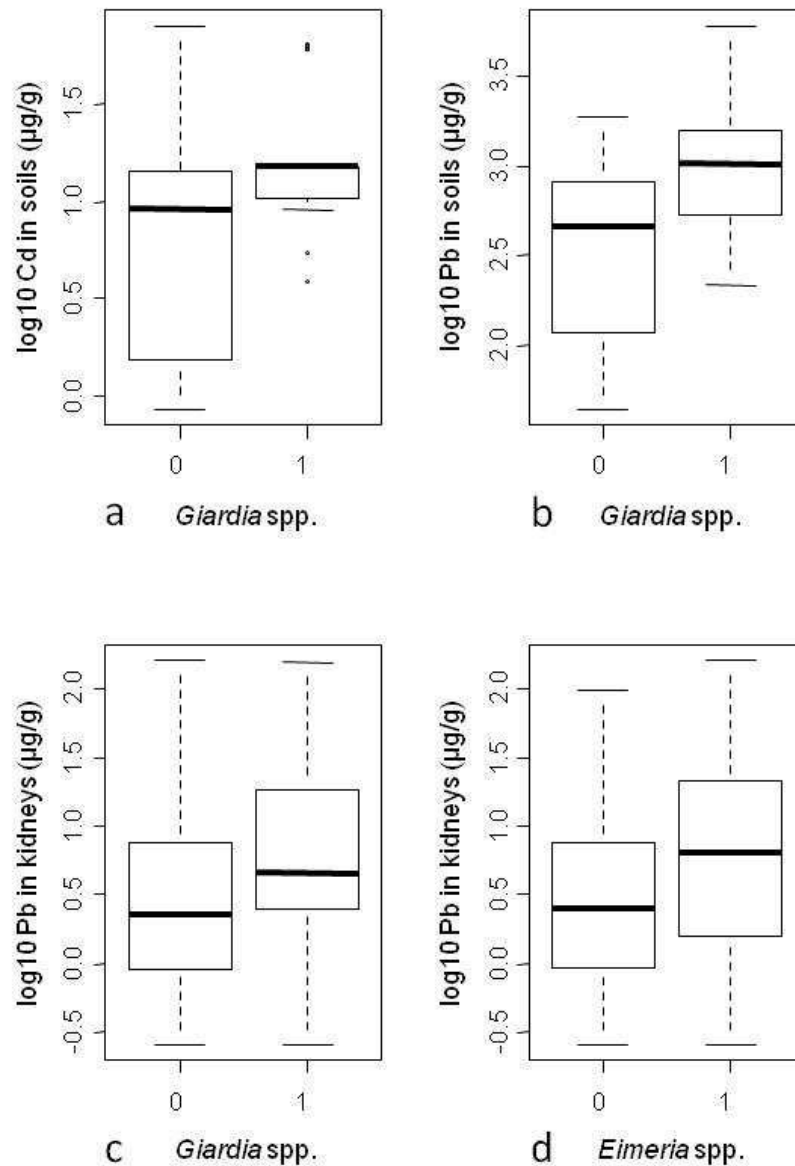 log10 Cd in soils (µg/g)
0.0 0.5 1.0 1.5
0 1
a Giardia spp.
log10 Pb in soils (µg/g)
2.0 2.5 3.0 3.5
0 1
b Giardia spp.
log10 Pb in kidneys (µg/g)
-0.5 0.0 0.5 1.0 1.5 2.0
0 1
c Giardia spp.
log10 Pb in kidneys (µg/g)
-0.5 0.0 0.5 1.0 1.5 2.0
0 1
d Eimeria spp.